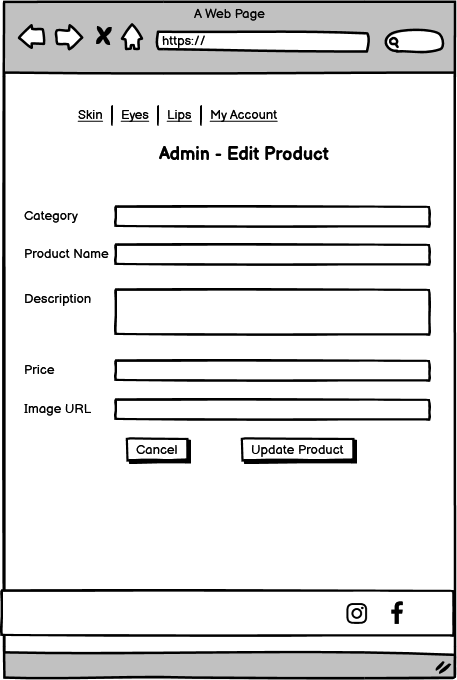 A Web Page
https://
Skin Eyes Lips My Account
Admin - Edit Product
Category
Product Name
Description
Price
Image URL
Cancel Update Product